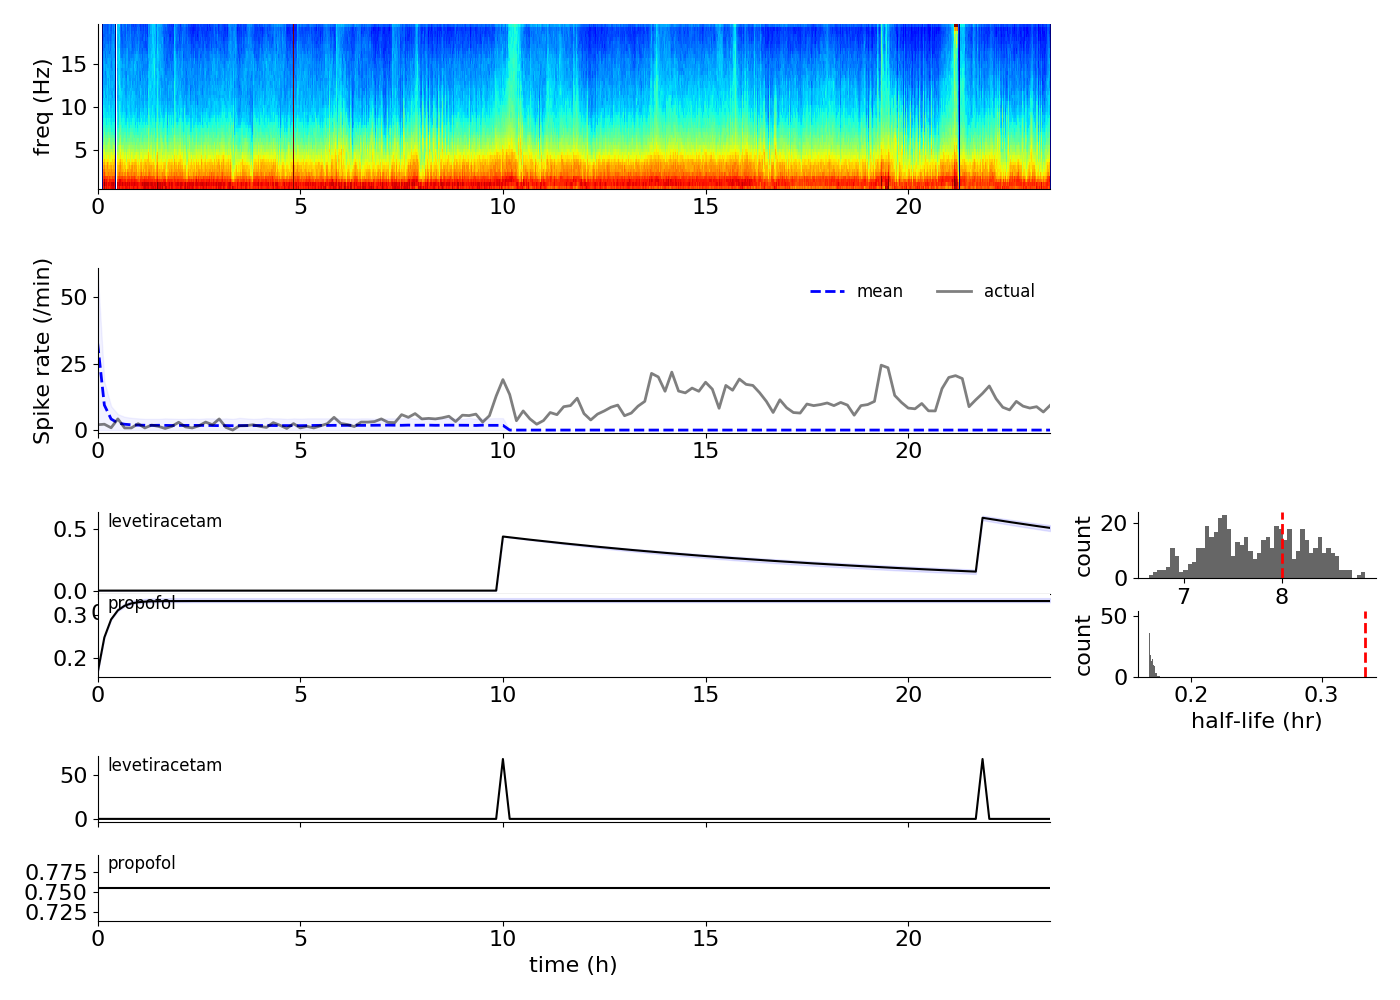 freq (Hz)
15
10
5
0 5 10 15 20
Spike rate (/min)
50
25
0
mean actual
0 5 10 15 20
levetiracetam
0.5
0.0
count
20
0
7 8
propofol
0.3
0.2
0 5 10 15 20
count
50
0
0.2 0.3
half-life (hr)
levetiracetam
50
0
propofol
0.775
0.750
0.725
0 5 10 15 20
time (h)